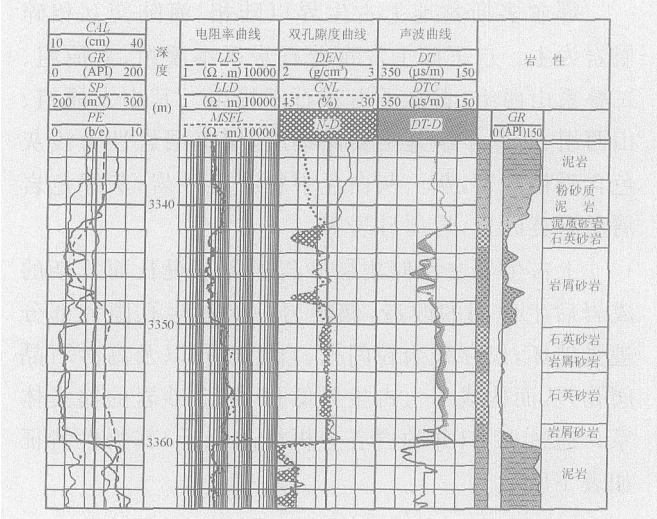 CAL
10 (cm) 40
GR
0 (API) 200
SP
200 (mV) 300
PE
0 (b/e) 10
深
度
(m)
电阻率曲线
LLS
1 (Ω·m) 10000
LLD
1 (Ω·m) 10000
MSFL
1 (Ω·m) 10000
双孔隙度曲线
DEN
2 (g/cm³) 3
CNL
45 (%) -30
N-D
声波曲线
DT
350 (μs/m) 150
DTC
350 (μs/m) 150
DT-D
岩 性
GR
0 (API) 150
3340
3350
3360
泥岩
粉砂质
泥 岩
泥质砂岩
石英砂岩
岩屑砂岩
石英砂岩
岩屑砂岩
石英砂岩
岩屑砂岩
泥岩